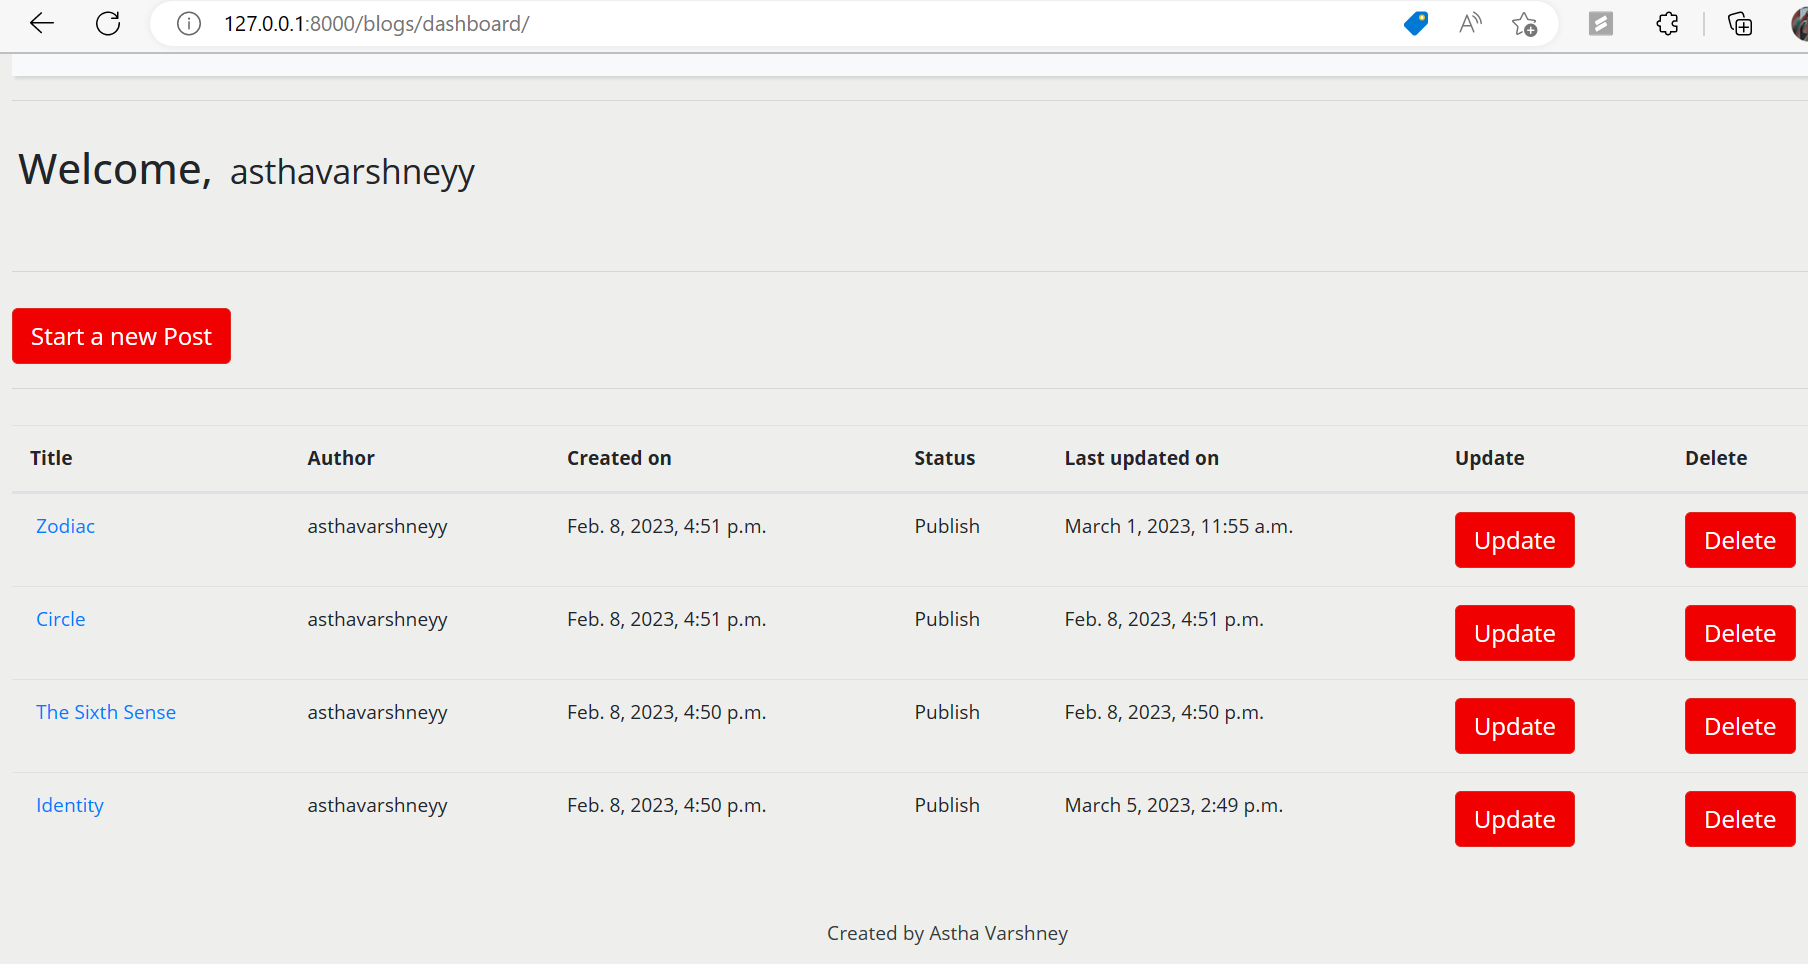 127.0.0.1:8000/blogs/dashboard/
Welcome, asthavarshneyy
Start a new Post
Title Author Created on Status Last updated on Update Delete
Zodiac asthavarshneyy Feb. 8, 2023, 4:51 p.m. Publish March 1, 2023, 11:55 a.m. Update Delete
Circle asthavarshneyy Feb. 8, 2023, 4:51 p.m. Publish Feb. 8, 2023, 4:51 p.m. Update Delete
The Sixth Sense asthavarshneyy Feb. 8, 2023, 4:50 p.m. Publish Feb. 8, 2023, 4:50 p.m. Update Delete
Identity asthavarshneyy Feb. 8, 2023, 4:50 p.m. Publish March 5, 2023, 2:49 p.m. Update Delete
Created by Astha Varshney